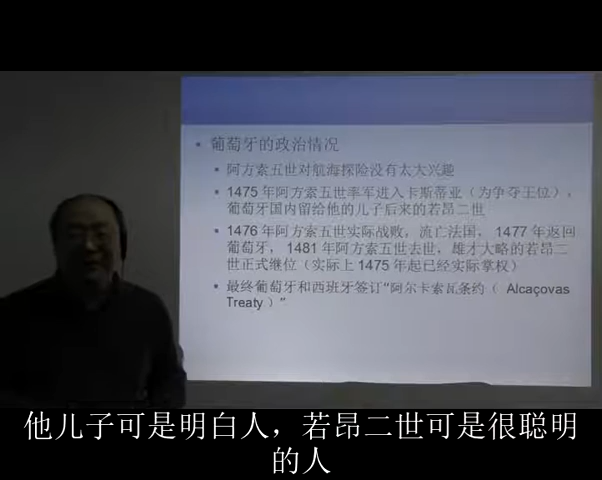 • 葡萄牙的政治情况
• 阿方索五世对航海探险没有太大兴趣
• 1475 年阿方索五世率军进入卡斯蒂亚（为争夺王位），
葡萄牙国内留给他的儿子后来的若昂二世
• 1476 年阿方索五世实际战败，流亡法国，1477 年返回
葡萄牙，1481 年阿方索五世去世，雄才大略的若昂二
世正式继位（实际上 1475 年起已经实际掌权）
• 最终葡萄牙和西班牙签订“阿尔卡索瓦条约（ Alcaçovas
Treaty ）”
他儿子可是明白人，若昂二世可是很聪明
的人